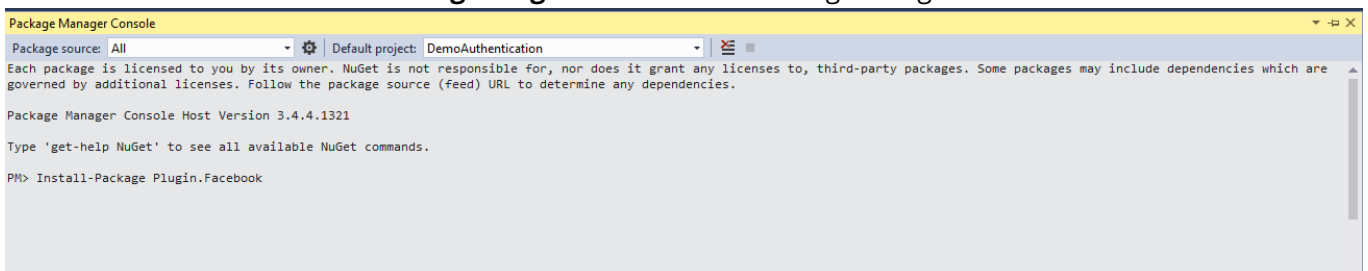 Package Manager Console
Package source: All Default project: DemoAuthentication
Each package is licensed to you by its owner. NuGet is not responsible for, nor does it grant any licenses to, third-party packages. Some packages may include dependencies which are
governed by additional licenses. Follow the package source (feed) URL to determine any dependencies.
Package Manager Console Host Version 3.4.4.1321
Type 'get-help NuGet' to see all available NuGet commands.
PM> Install-Package Plugin.Facebook